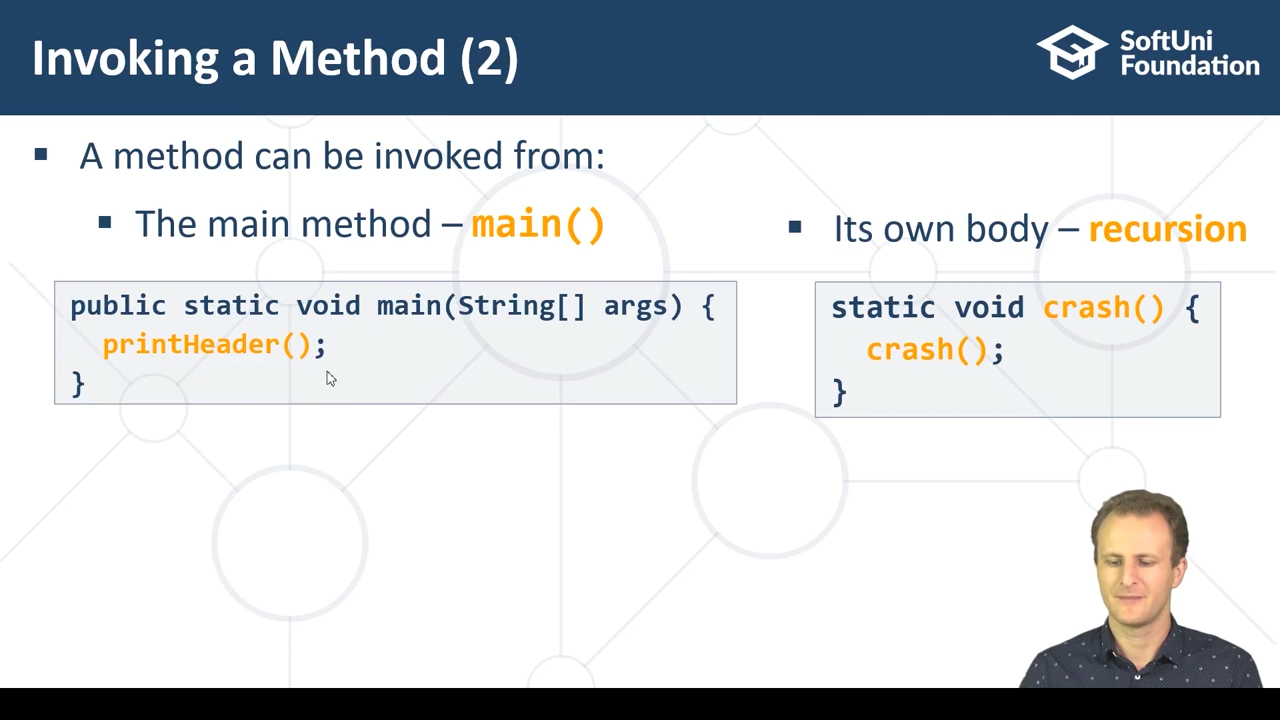 Invoking a Method (2)
SoftUni
Foundation
▪ A method can be invoked from:
▪ The main method – main()
public static void main(String[] args) {
printHeader();
}
▪ Its own body – recursion
static void crash() {
crash();
}